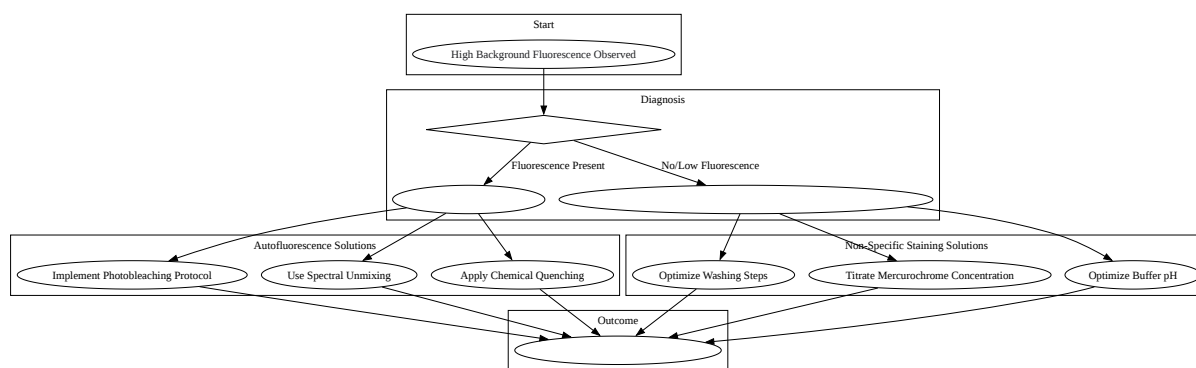 Start
High Background Fluorescence Observed
Diagnosis
Fluorescence Present
No/Low Fluorescence
Autofluorescence Solutions
Non-Specific Staining Solutions
Implement Photobleaching Protocol
Use Spectral Unmixing
Apply Chemical Quenching
Optimize Washing Steps
Titrate Mercurochrome Concentration
Optimize Buffer pH
Outcome